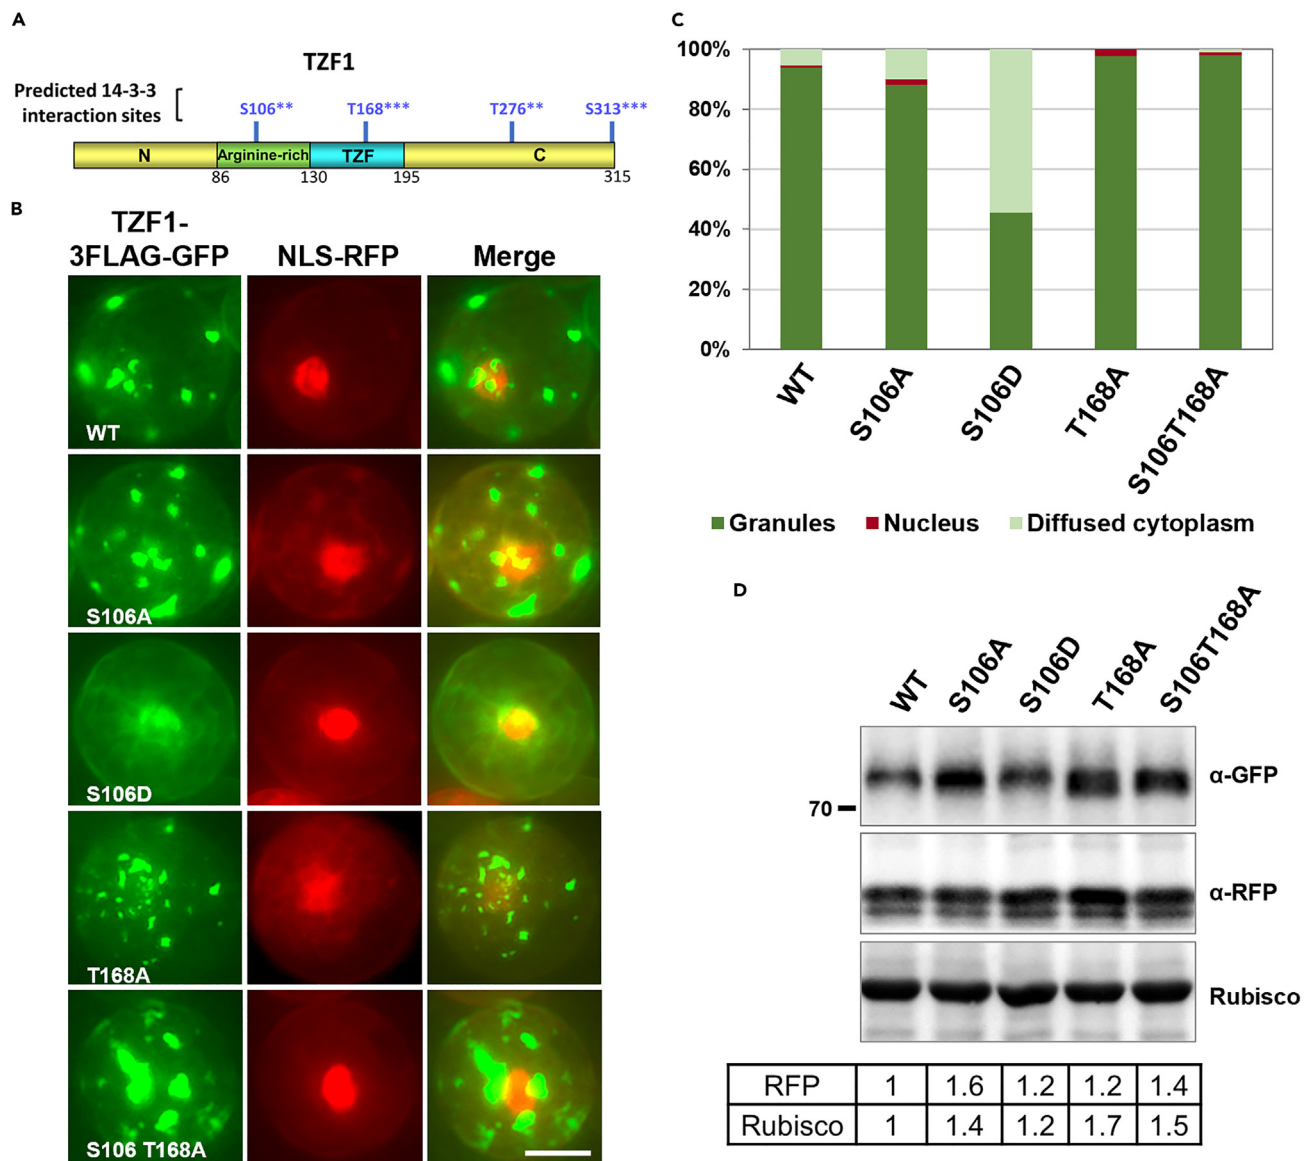 A
TZF1
Predicted 14-3-3
interaction sites
S106**
T168***
T276**
S313***
N
Arginine-rich
TZF
C
86
130
195
315
B
TZF1-
3FLAG-GFP
NLS-RFP
Merge
WT
S106A
S106D
T168A
S106 T168A
C
100%
80%
60%
40%
20%
0%
WT
S106A
S106D
T168A
S106T168A
Granules
Nucleus
Diffused cytoplasm
D
WT
S106A
S106D
T168A
S106T168A
α-GFP
70
α-RFP
Rubisco
RFP 1 1.6 1.2 1.2 1.4
Rubisco 1 1.4 1.2 1.7 1.5